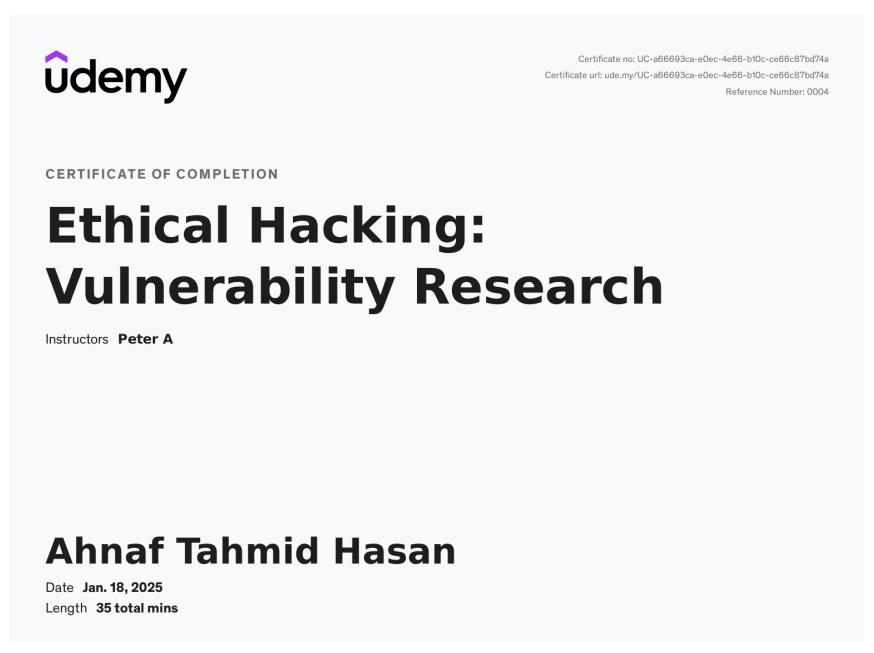 udemy
Certificate no: UC-a66693ca-e0ec-4e66-b10c-ce66c87bd74a
Certificate url: ude.my/UC-a66693ca-e0ec-4e66-b10c-ce66c87bd74a
Reference Number: 0004
CERTIFICATE OF COMPLETION
Ethical Hacking:
Vulnerability Research
Instructors Peter A
Ahnaf Tahmid Hasan
Date Jan. 18, 2025
Length 35 total mins